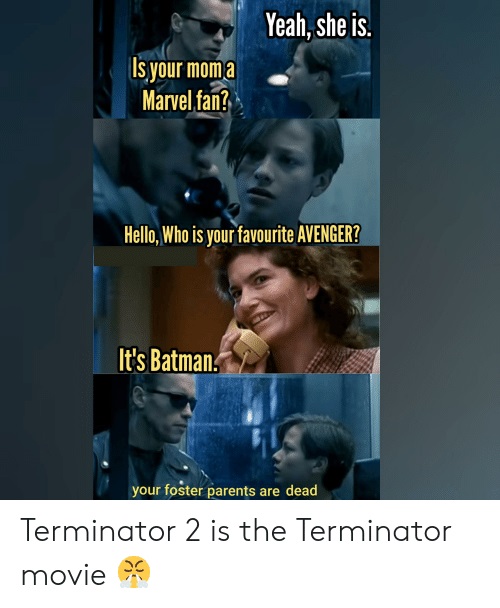 Yeah, she is.
Is your mom a
Marvel fan?
Hello, Who is your favourite AVENGER?
It's Batman.
your foster parents are dead
Terminator 2 is the Terminator
movie 😤